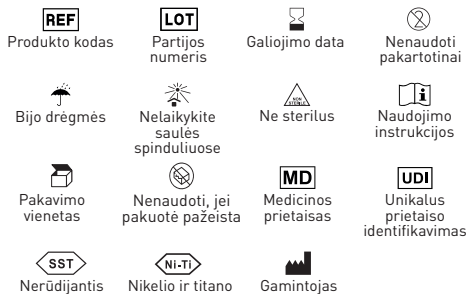 REF
LOT
Produkto kodas
Partijos
numeris
Galiojimo data
2
Nenaudoti
pakartotinai
NON
STERILE
i
Bijo drėgmės
Nelaikykite
saulės
spinduliuose
Ne sterilus
Naudojimo
instrukcijos
MD
UDI
Pakavimo
vienetas
Nenaudoti, jei
pakuotė pažeista
Medicinos
prietaisas
Unikalus
prietaiso
identifikavimas
SST
Ni-Ti
Nerūdijantis
Nikelio ir titano
Gamintojas